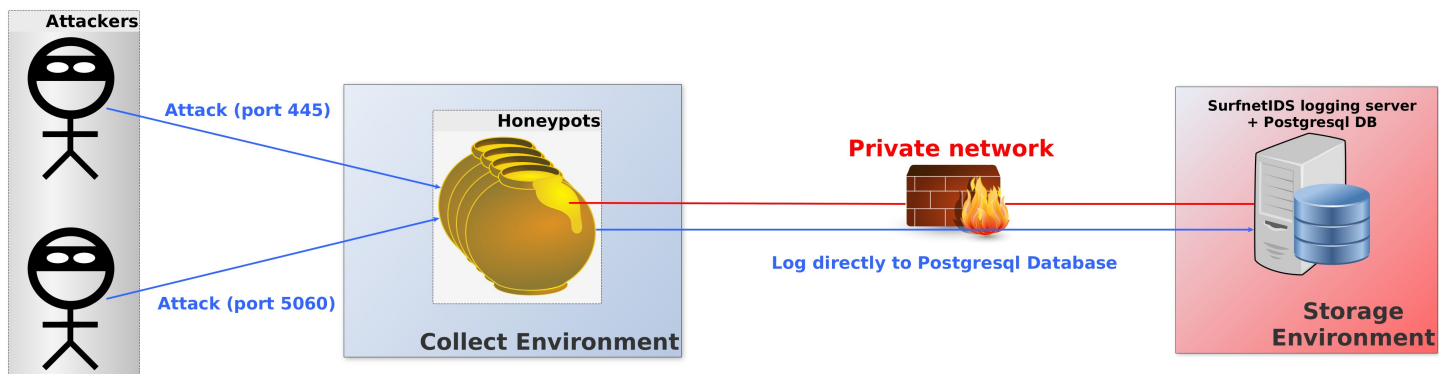 Attackers
Attack (port 445)
Attack (port 5060)
Honeypots
Collect Environment
Private network
Log directly to Postgresql Database
SurfnetIDS logging server
+ Postgresql DB
Storage
Environment